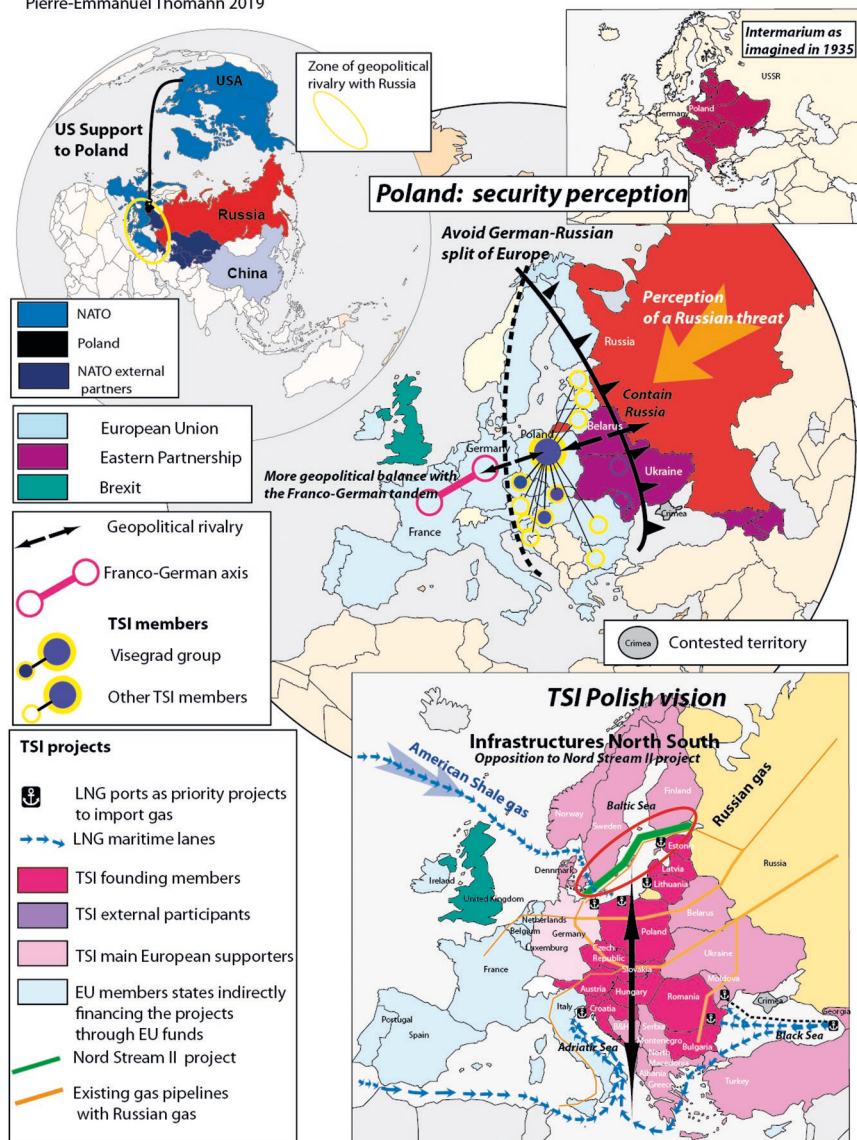 Pierre-Emmanuel Thomann 2019
USA
US Support
to Poland
Russia
China
Zone of geopolitical
rivalry with Russia
Intermarium as
imagined in 1935
USSR
Germany
Poland
Poland: security perception
NATO
Poland
NATO external
partners
European Union
Eastern Partnership
Brexit
Geopolitical rivalry
Franco-German axis
TSI members
Visegrad group
Other TSI members
Avoid German-Russian
split of Europe
Perception
of a Russian threat
Russia
Contain
Russia
Belarus
Poland
Germany
Ukraine
More geopolitical balance with
the Franco-German tandem
France
Crimea
Crimea
Contested territory
TSI projects
LNG ports as priority projects
to import gas
LNG maritime lanes
TSI founding members
TSI external participants
TSI main European supporters
EU members states indirectly
financing the projects
through EU funds
Nord Stream II project
Existing gas pipelines
with Russian gas
TSI Polish vision
Infrastructures North South
Opposition to Nord Stream II project
American Shale gas
Baltic Sea
Russian gas
Finland
Norway
Sweden
Estonia
Russia
Dennmark
Latvia
Lithuania
Ireland
United Kingdom
Belarus
Netherlands
Belgium
Germany
Poland
Luxemburg
Czech
Republic
Ukraine
France
Slovakia
Moldova
Austria
Hungary
Romania
Crimea
Italy
Croatia
Georgia
Portugal
Spain
B&H
Serbia
Black Sea
Adriatic Sea
Montenegro
Bulgaria
North
Macedonia
Albania
Greece
Turkey